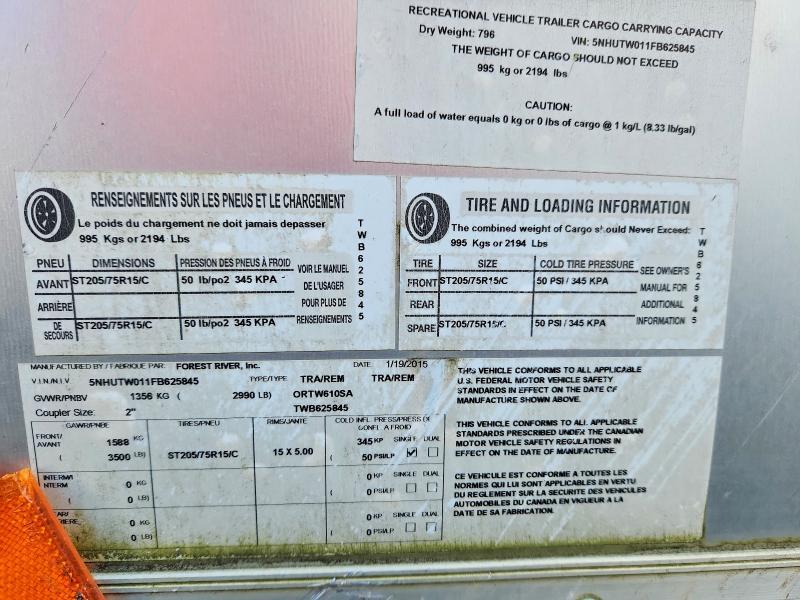 RECREATIONAL VEHICLE TRAILER CARGO CARRYING CAPACITY
Dry Weight: 796 VIN: 5NHUTW011FB625845
THE WEIGHT OF CARGO SHOULD NOT EXCEED
995 kg or 2194 lbs
CAUTION:
A full load of water equals 0 kg or 0 lbs of cargo @ 1 kg/L (8.33 lb/gal)
RENSEIGNEMENTS SUR LES PNEUS ET LE CHARGEMENT
Le poids du chargement ne doit jamais depasser
995 Kgs or 2194 Lbs
PNEU DIMENSIONS PRESSION DES PNEUS À FROID
AVANT ST205/75R15/C 50 lb/po2 345 KPA
ARRIÈRE
DE SECOURS ST205/75R15/C 50 lb/po2 345 KPA
VOIR LE MANUEL
DE L'USAGER
POUR PLUS DE
RENSEIGNEMENTS
TWB625845
TIRE AND LOADING INFORMATION
The combined weight of Cargo should Never Exceed:
995 Kgs or 2194 Lbs
TIRE SIZE COLD TIRE PRESSURE
FRONT ST205/75R15/C 50 PSI / 345 KPA
REAR
SPARE ST205/75R15/C 50 PSI / 345 KPA
SEE OWNER'S
MANUAL FOR
ADDITIONAL
INFORMATION
TWB625845
MANUFACTURED BY / FABRIQUE PAR: FOREST RIVER, Inc. DATE 1/19/2015
V.I.N./N.I.V 5NHUTW011FB625845 TYPE/TYPE TRA/REM TRA/REM
GVWR/PNBV 1356 KG ( 2990 LB) ORTW610SA
Coupler Size: 2" TWB625845
GAWR/PNBE TIRES/PNEU RIMS/JANTE COLD INFL. PRESS/PRESS DE GONFL A FROID
FRONT/ AVANT 1588 KG ST205/75R15/C 15 X 5.00 345 KP SINGLE DUAL
( 3500 LB) ( 50 PSI/LP
INTERM/ INTERM 0 KG 0 KP SINGLE DUAL
( 0 LB) ( 0 PSI/LP
0 KG 0 KP SINGLE DUAL
( 0 LB) ( 0 PSI/LP
THIS VEHICLE CONFORMS TO ALL APPLICABLE
U.S. FEDERAL MOTOR VEHICLE SAFETY
STANDARDS IN EFFECT ON THE DATE OF
MANUFACTURE SHOWN ABOVE.
THIS VEHICLE CONFORMS TO ALL APPLICABLE
STANDARDS PRESCRIBED UNDER THE CANADIAN
MOTOR VEHICLE SAFETY REGULATIONS IN
EFFECT ON THE DATE OF MANUFACTURE.
CE VEHICULE EST CONFORME A TOUTES LES
NORMES QUI LUI SONT APPLICABLES EN VERTU
DU REGLEMENT SUR LA SECURITE DES VEHICULES
AUTOMOBILES DU CANADA EN VIGUEUR A LA
DATE DE SA FABRICATION.